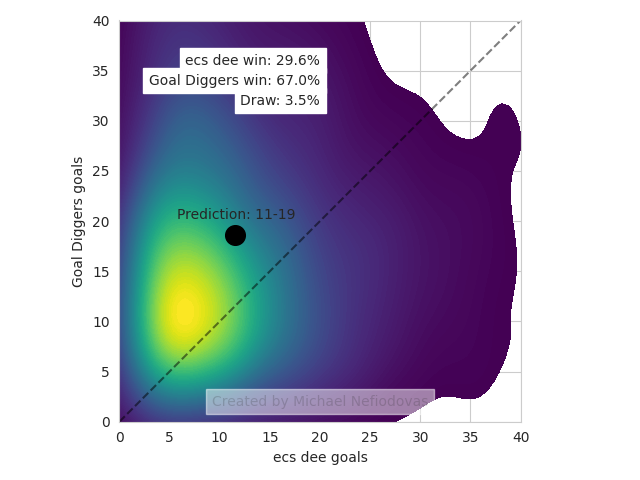 ecs dee win: 29.6%
Goal Diggers win: 67.0%
Draw: 3.5%
Prediction: 11-19
Created by Michael Nefiodovas
Goal Diggers goals
40
35
30
25
20
15
10
5
0
0 5 10 15 20 25 30 35 40
ecs dee goals